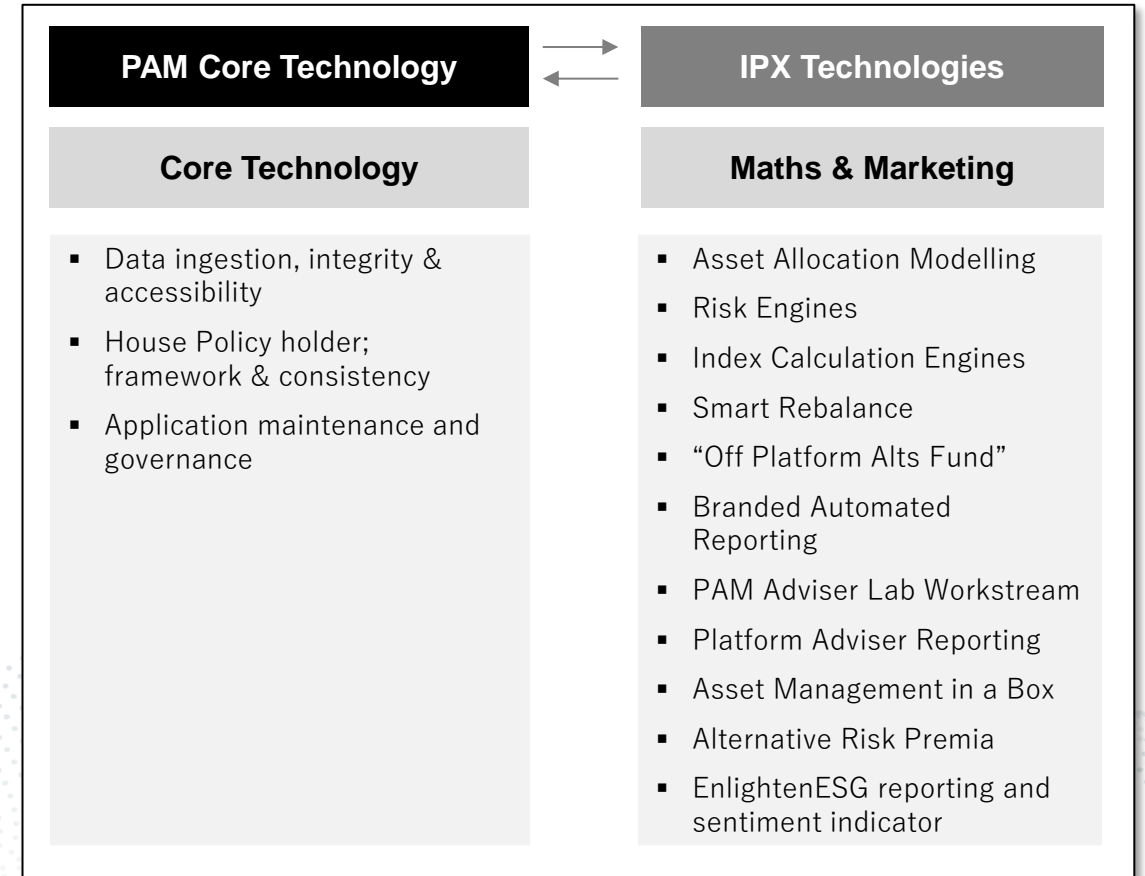 PAM Core Technology
Core Technology
▪ Data ingestion, integrity &
accessibility
▪ House Policy holder;
framework & consistency
▪ Application maintenance and
governance
IPX Technologies
Maths & Marketing
▪ Asset Allocation Modelling
▪ Risk Engines
▪ Index Calculation Engines
▪ Smart Rebalance
▪ “Off Platform Alts Fund”
▪ Branded Automated
Reporting
▪ PAM Adviser Lab Workstream
▪ Platform Adviser Reporting
▪ Asset Management in a Box
▪ Alternative Risk Premia
▪ EnlightenESG reporting and
sentiment indicator